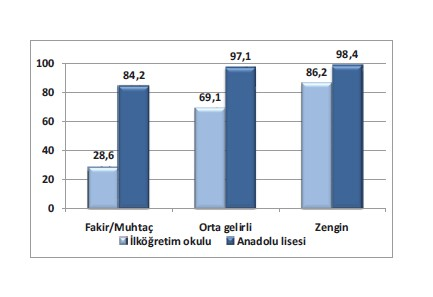 100
80
60
40
20
0
28,6
84,2
69,1
97,1
86,2
98,4
Fakir/Muhtaç
Orta gelirli
Zengin
İlköğretim okulu
Anadolu lisesi